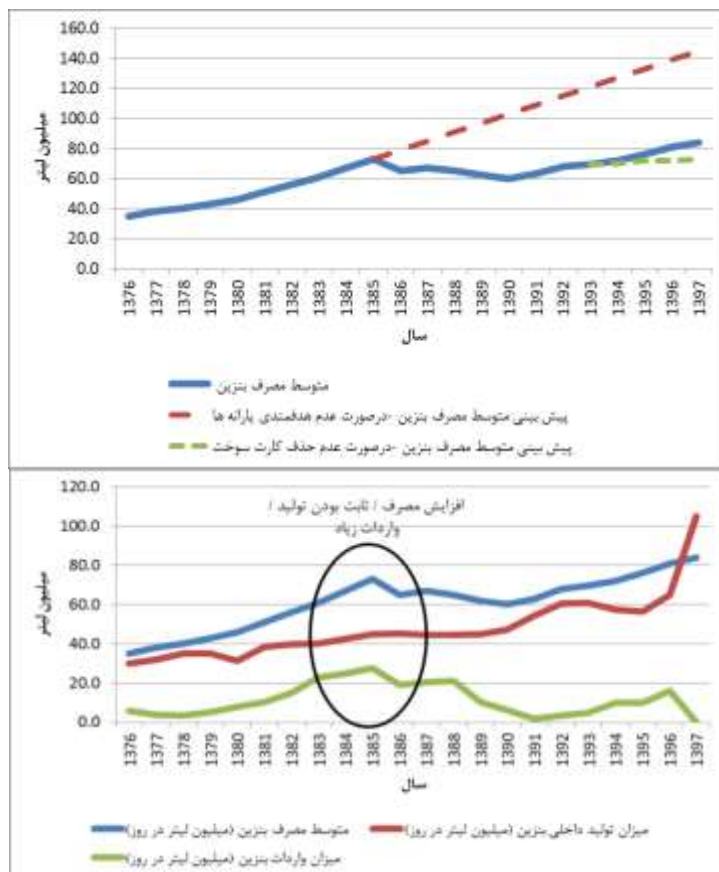 160.0
140.0
120.0
100.0
80.0
60.0
40.0
20.0
0.0
میلیون لیتر
1376 1377 1378 1379 1380 1381 1382 1383 1384 1385 1386 1387 1388 1389 1390 1391 1392 1393 1394 1395 1396 1397
سال
متوسط مصرف بنزین
پیش بینی متوسط مصرف بنزین -درصورت عدم هدفمندی یارانه ها
پیش بینی متوسط مصرف بنزین -درصورت عدم حذف کارت سوخت
120.0
100.0
80.0
60.0
40.0
20.0
0.0
میلیون لیتر
افزایش مصرف / ثابت بودن تولید /
واردات زیاد
1376 1377 1378 1379 1380 1381 1382 1383 1384 1385 1386 1387 1388 1389 1390 1391 1392 1393 1394 1395 1396 1397
سال
میزان تولید داخلی بنزین (میلیون لیتر در روز) متوسط مصرف بنزین (میلیون لیتر در روز)
میزان واردات بنزین (میلیون لیتر در روز)